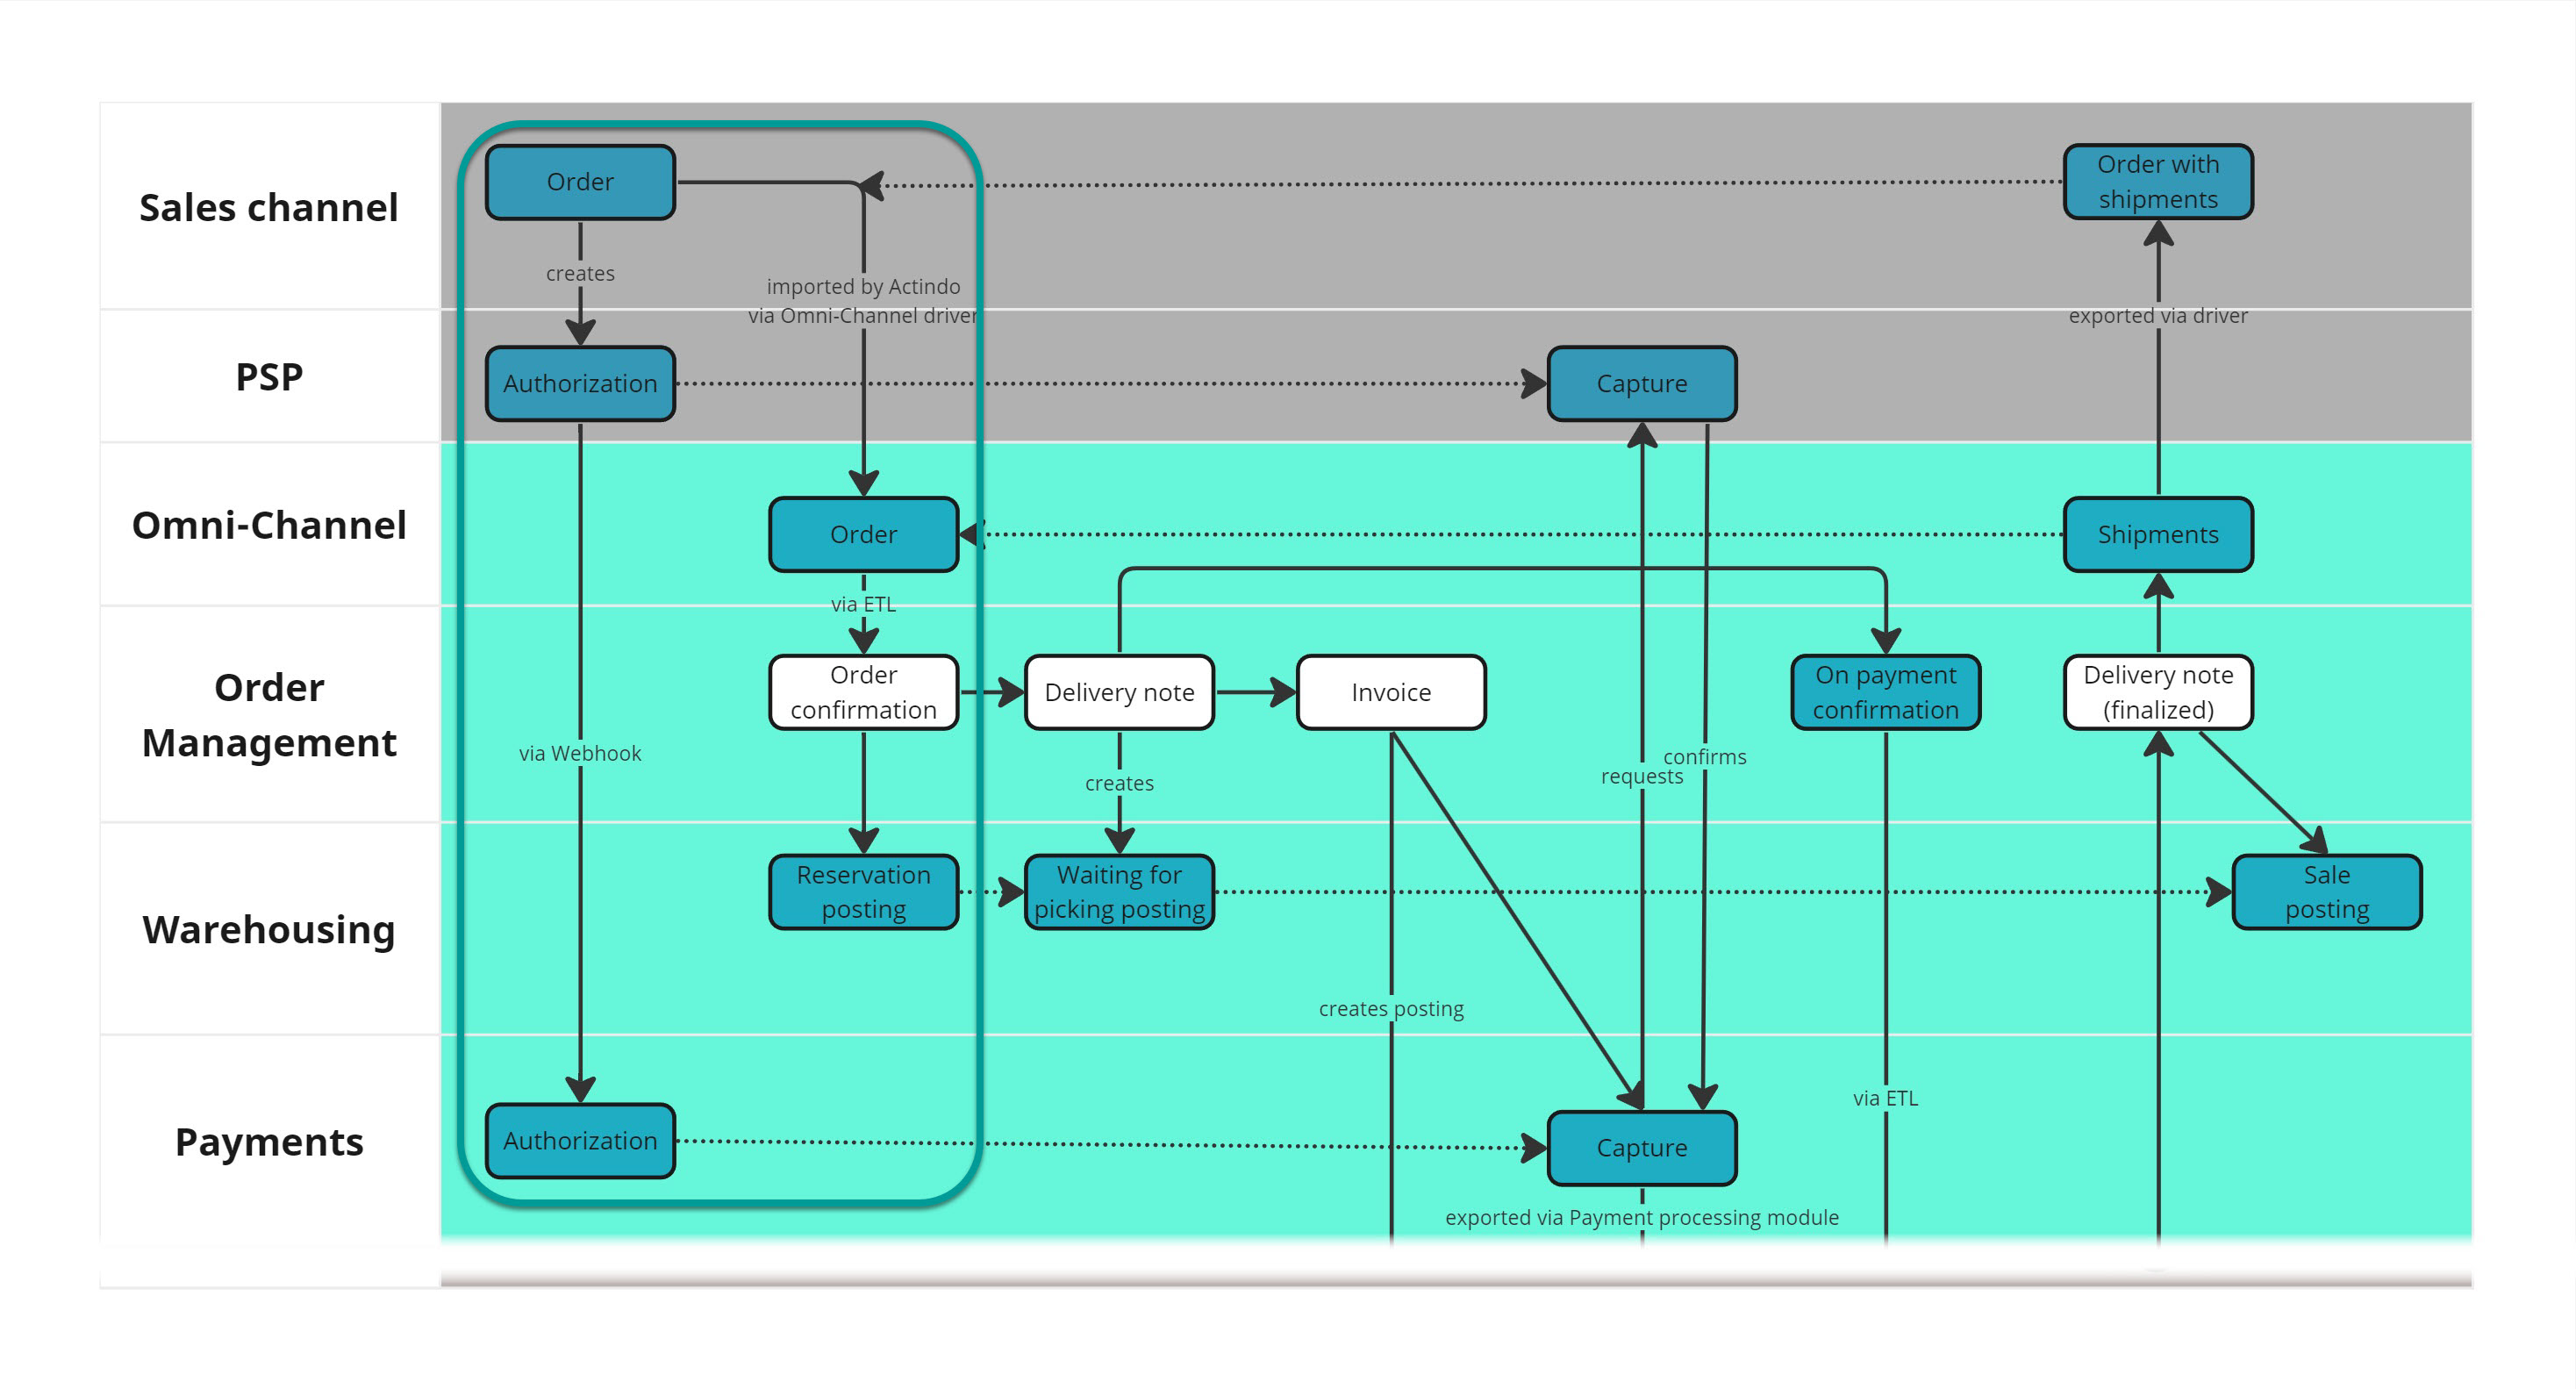 Sales channel
Order
creates
imported by Actindo
via Omni-Channel driver
Order with
shipments
exported via driver
PSP
Authorization
Capture
Omni-Channel
Order
Shipments
via ETL
Order
Management
Order
confirmation
Delivery note
Invoice
On payment
confirmation
Delivery note
(finalized)
via Webhook
creates
requests
confirms
Warehousing
Reservation
posting
Waiting for
picking posting
Sale
posting
creates posting
via ETL
Payments
Authorization
Capture
exported via Payment processing module